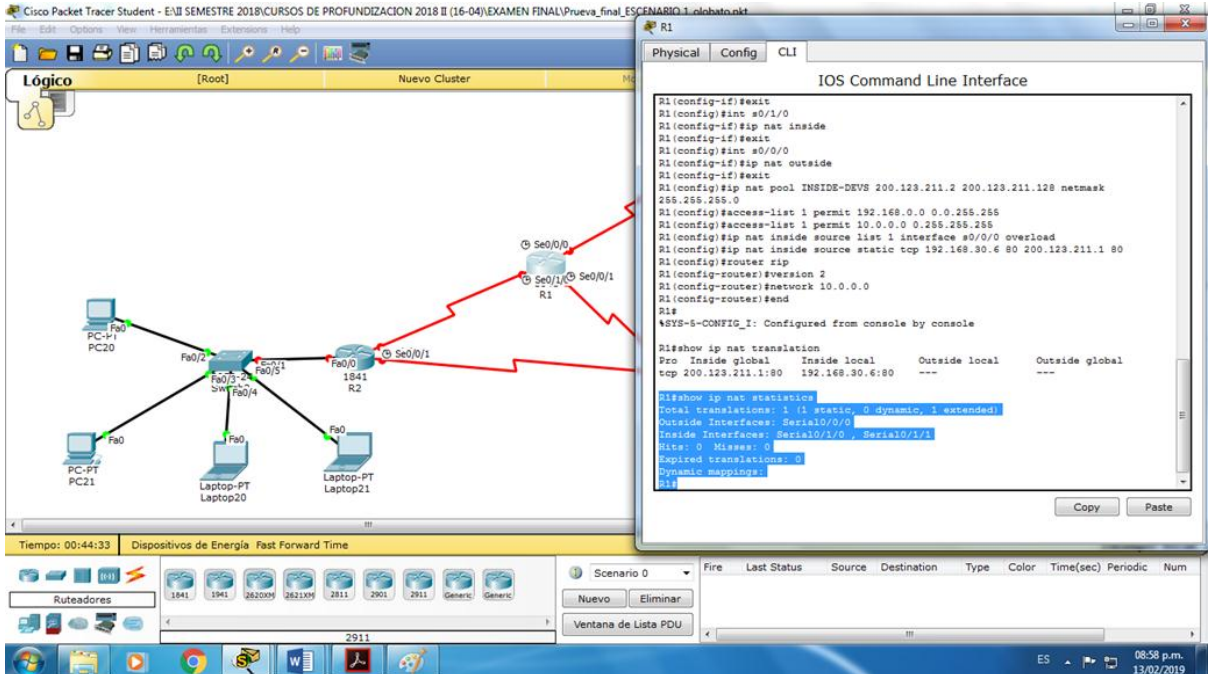 Cisco Packet Tracer Student - E:\II SEMESTRE 2018\CURSOS DE PROFUNDIZACION 2018 II (16-04)\EXAMEN FINAL\Prueva_final_ESCENARIO 1 olobato.pkt
File Edit Options View Herramientas Extensions Help
Lógico [Root] Nuevo Cluster
Se0/0/0
Se0/0/1
R1
Fa0
PC20
Fa0/2
Fa0/5
Fa0/4
Fa0/0
Se0/0/1
1841
R2
Fa0
PC-PT
PC21
Fa0
Laptop-PT
Laptop20
Fa0
Laptop-PT
Laptop21
Tiempo: 00:44:33 Dispositivos de Energía Fast Forward Time
Ruteadores
1841 1941 2620XM 2621XM 2811 2901 2911 Generic Generic
2911
Scenario 0
Nuevo Eliminar
Ventana de Lista PDU
Fire Last Status Source Destination Type Color Time(sec) Periodic Num
R1
Physical Config CLI
IOS Command Line Interface
R1(config-if)#exit
R1(config)#int s0/1/0
R1(config-if)#ip nat inside
R1(config-if)#exit
R1(config)#int s0/0/0
R1(config-if)#ip nat outside
R1(config-if)#exit
R1(config)#ip nat pool INSIDE-DEVS 200.123.211.2 200.123.211.128 netmask
255.255.255.0
R1(config)#access-list 1 permit 192.168.0.0 0.0.255.255
R1(config)#access-list 1 permit 10.0.0.0 0.255.255.255
R1(config)#ip nat inside source list 1 interface s0/0/0 overload
R1(config)#ip nat inside source static tcp 192.168.30.6 80 200.123.211.1 80
R1(config)#router rip
R1(config-router)#version 2
R1(config-router)#network 10.0.0.0
R1(config-router)#end
R1#
%SYS-5-CONFIG_I: Configured from console by console
R1#show ip nat translation
Pro Inside global Inside local Outside local Outside global
tcp 200.123.211.1:80 192.168.30.6:80 --- ---
R1#show ip nat statistics
Total translations: 1 (1 static, 0 dynamic, 1 extended)
Outside Interfaces: Serial0/0/0
Inside Interfaces: Serial0/1/0 , Serial0/1/1
Hits: 0 Misses: 0
Expired translations: 0
Dynamic mappings:
R1#
Copy Paste
ES
08:58 p.m.
13/02/2019